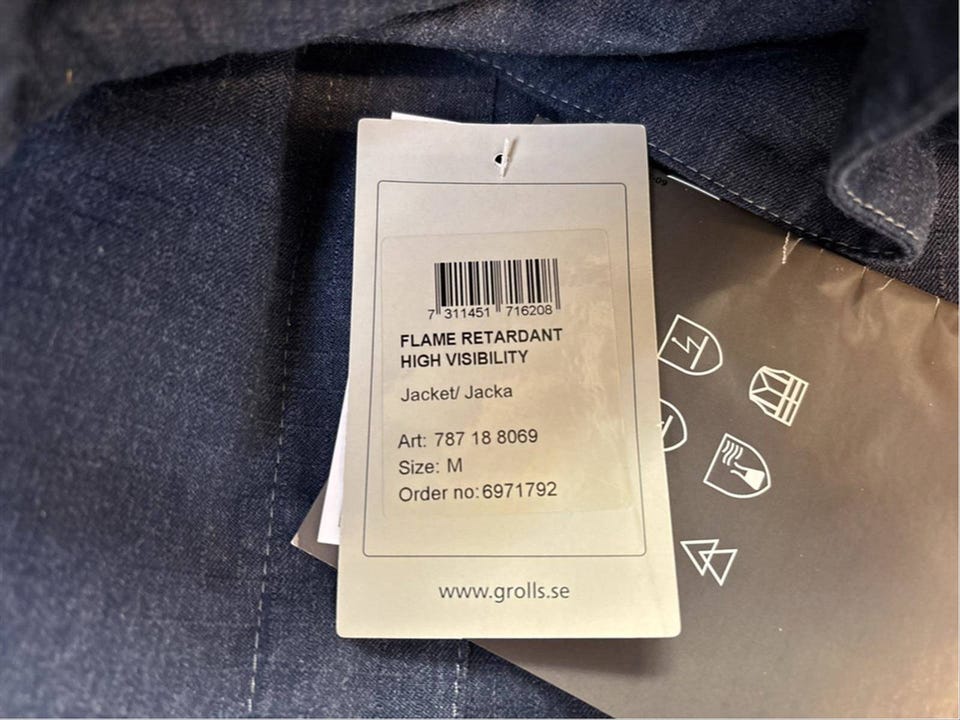 7 311451 716208
FLAME RETARDANT
HIGH VISIBILITY
Jacket/ Jacka
Art: 787 18 8069
Size: M
Order no: 6971792
www.grolls.se